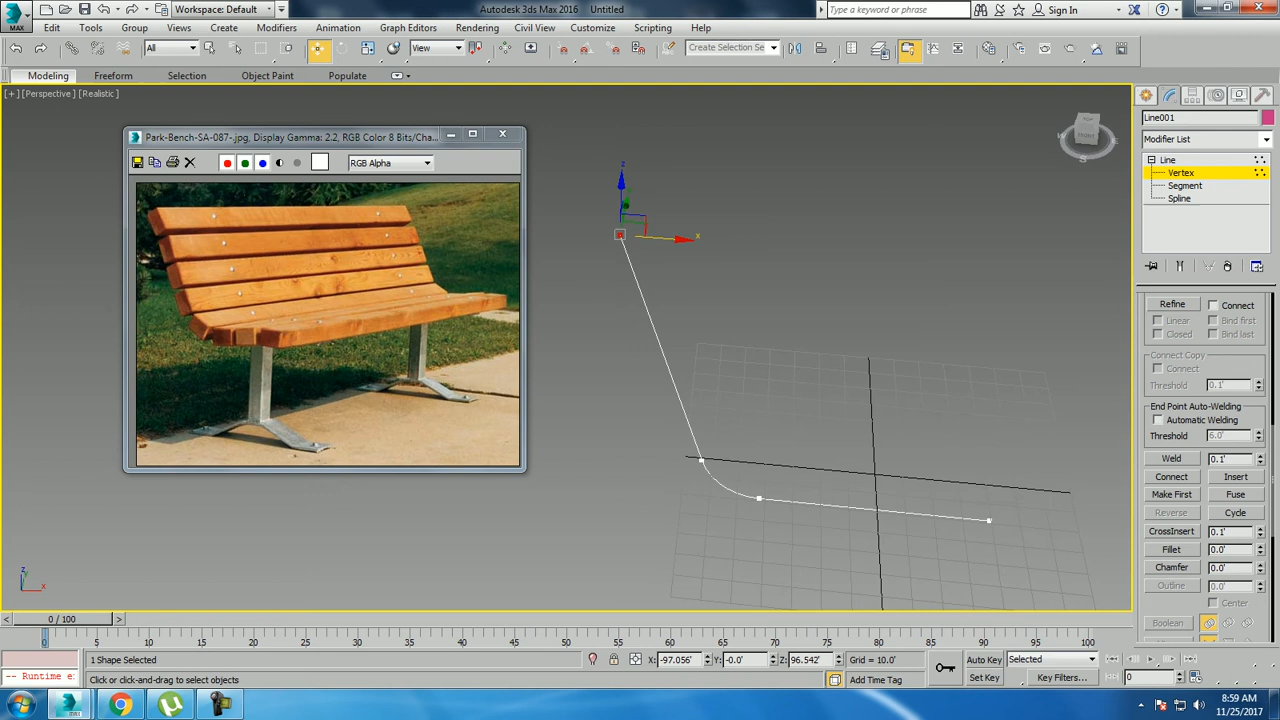 MAX
Workspace: Default
Autodesk 3ds Max 2016 Untitled
Type a keyword or phrase
Sign In
Edit Tools Group Views Create Modifiers Animation Graph Editors Rendering Civil View Customize Scripting Help
All
View
Create Selection Se
Modeling Freeform Selection Object Paint Populate
[+] [Perspective] [Realistic]
Park-Bench-SA-087-.jpg, Display Gamma: 2.2, RGB Color 8 Bits/Cha...
RGB Alpha
z
x
TOP
FRONT
S
z
x
Line001
Modifier List
Line
Vertex
Segment
Spline
Refine Connect
Linear Bind first
Closed Bind last
Connect Copy
Connect
Threshold 0.1'
End Point Auto-Welding
Automatic Welding
Threshold 6.0'
Weld 0.1'
Connect Insert
Make First Fuse
Reverse Cycle
CrossInsert 0.1'
Fillet 0.0'
Chamfer 0.0'
Outline 0.0'
Center
Boolean
< 0 / 100 >
0 5 10 15 20 25 30 35 40 45 50 55 60 65 70 75 80 85 90 95 100
1 Shape Selected
X: -97.056' Y: -0.0' Z: 96.542' Grid = 10.0'
Auto Key Selected
-- Runtime e:
Click or click-and-drag to select objects
Add Time Tag
Set Key Key Filters...
0
8:59 AM
11/25/2017